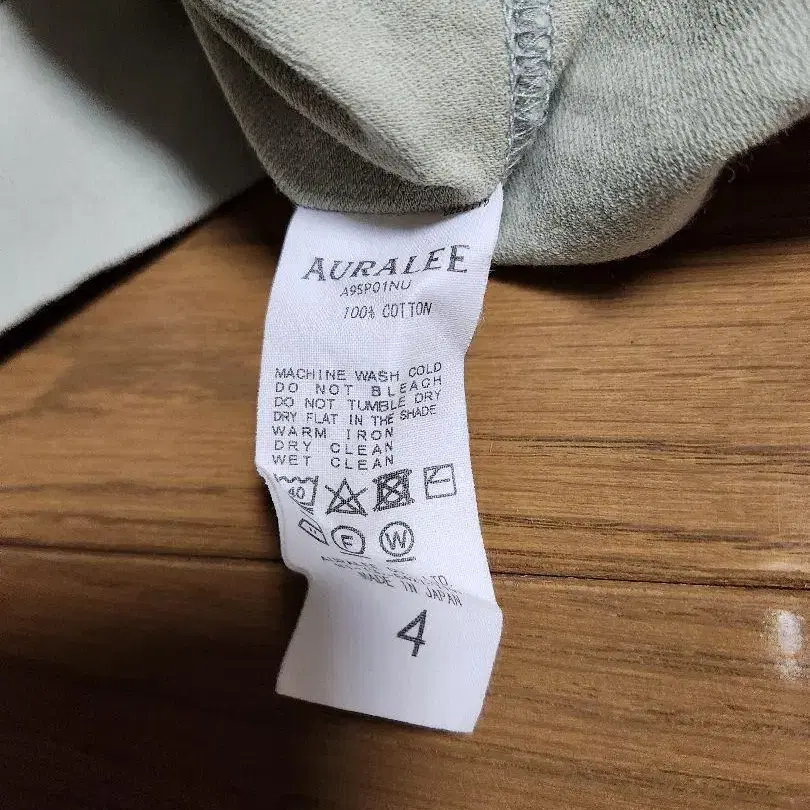 AURALEE
A9SP01NU
100% COTTON
MACHINE WASH COLD
DO NOT BLEACH
DO NOT TUMBLE DRY
DRY FLAT IN THE SHADE
WARM IRON
DRY CLEAN
WET CLEAN
40
F W
MADE IN JAPAN
4